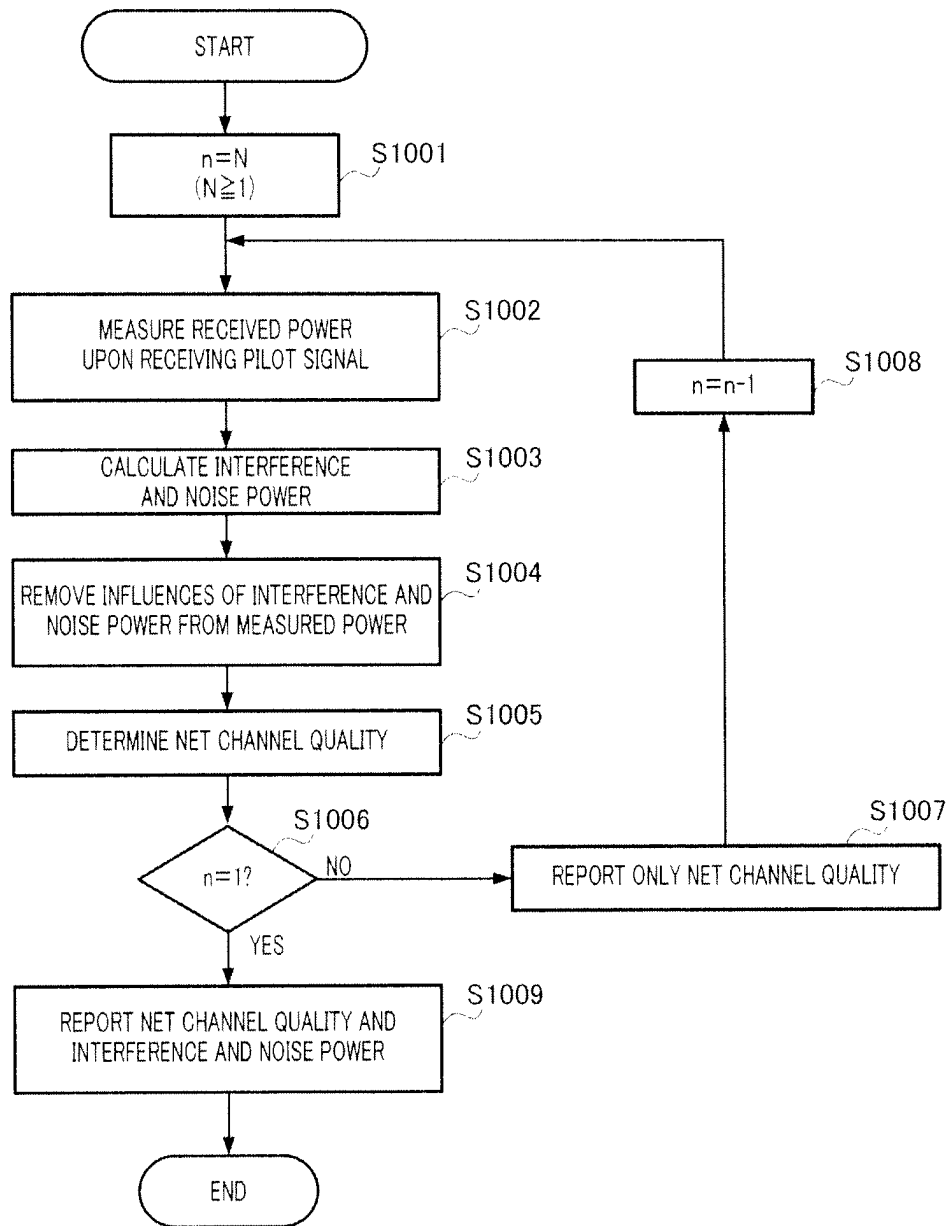 START
n=N
(N≧1)
S1001
MEASURE RECEIVED POWER
UPON RECEIVING PILOT SIGNAL
S1002
CALCULATE INTERFERENCE
AND NOISE POWER
S1003
REMOVE INFLUENCES OF INTERFERENCE AND
NOISE POWER FROM MEASURED POWER
S1004
DETERMINE NET CHANNEL QUALITY
S1005
n=1?
S1006
NO
YES
REPORT ONLY NET CHANNEL QUALITY
S1007
n=n-1
S1008
REPORT NET CHANNEL QUALITY AND
INTERFERENCE AND NOISE POWER
S1009
END